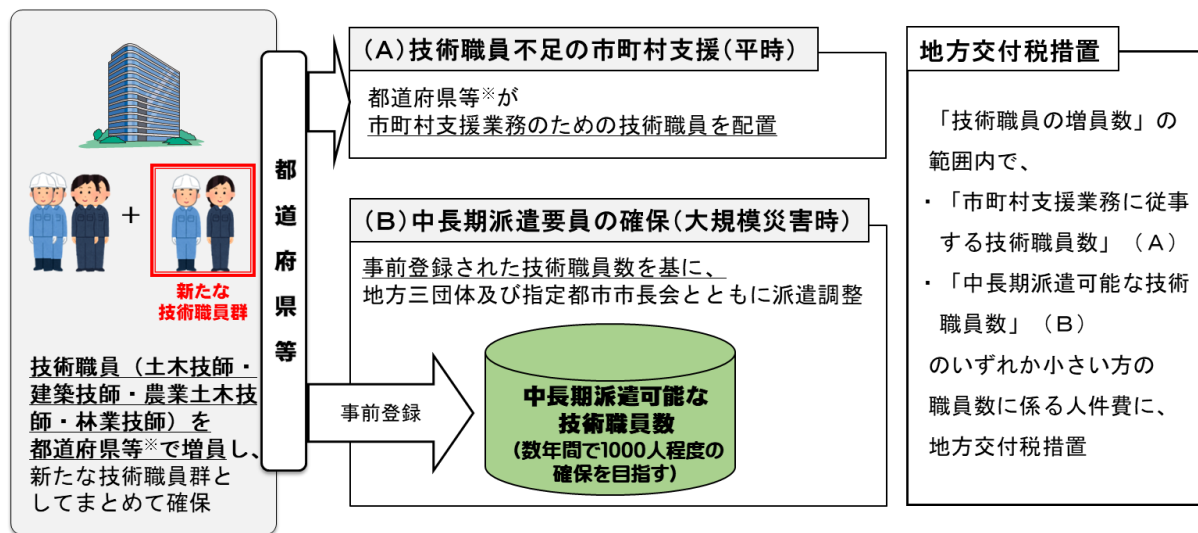 +
新たな
技術職員群
技術職員（土木技師・
建築技師・農業土木技
師・林業技師）を
都道府県等※で増員し、
新たな技術職員群と
してまとめて確保
都道府県等
(A)技術職員不足の市町村支援(平時)
都道府県等※が
市町村支援業務のための技術職員を配置
(B)中長期派遣要員の確保(大規模災害時)
事前登録された技術職員数を基に、
地方三団体及び指定都市市長会とともに派遣調整
事前登録
中長期派遣可能な
技術職員数
(数年間で1000人程度の
確保を目指す)
地方交付税措置
「技術職員の増員数」の
範囲内で、
・「市町村支援業務に従事
する技術職員数」（Ａ）
・「中長期派遣可能な技術
職員数」（Ｂ）
のいずれか小さい方の
職員数に係る人件費に、
地方交付税措置